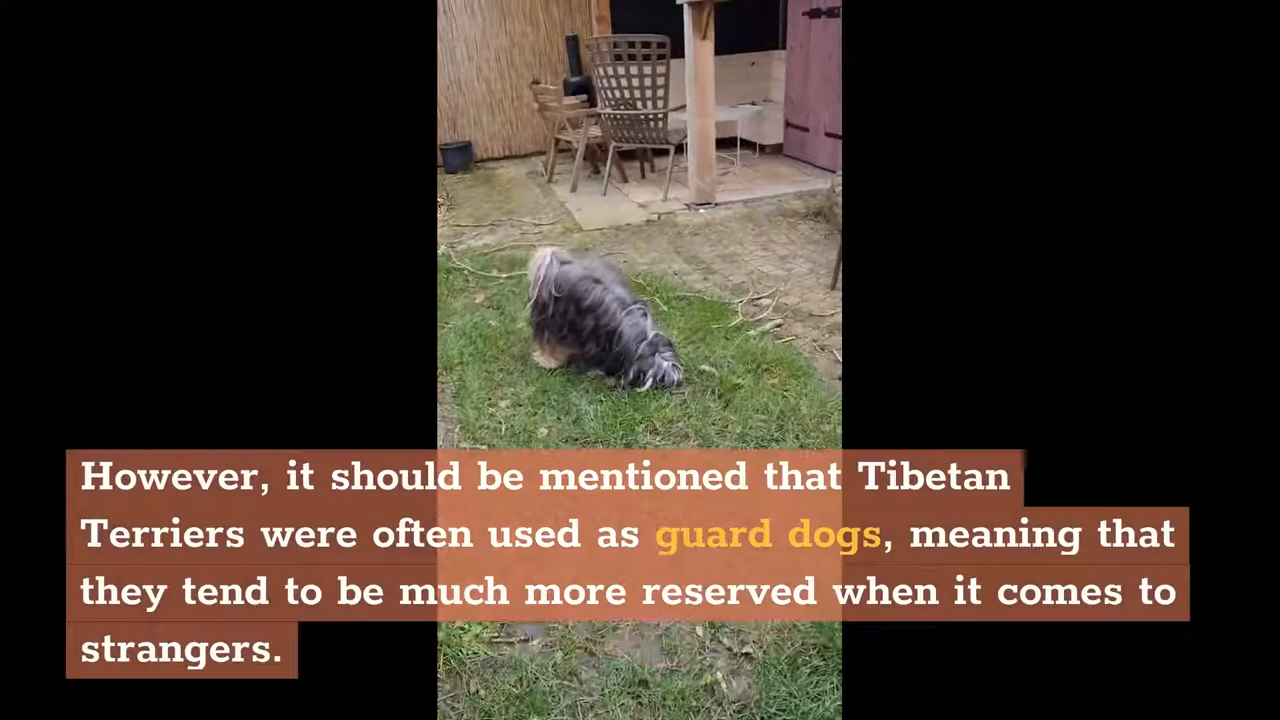 However, it should be mentioned that Tibetan
Terriers were often used as guard dogs, meaning that
they tend to be much more reserved when it comes to
strangers.